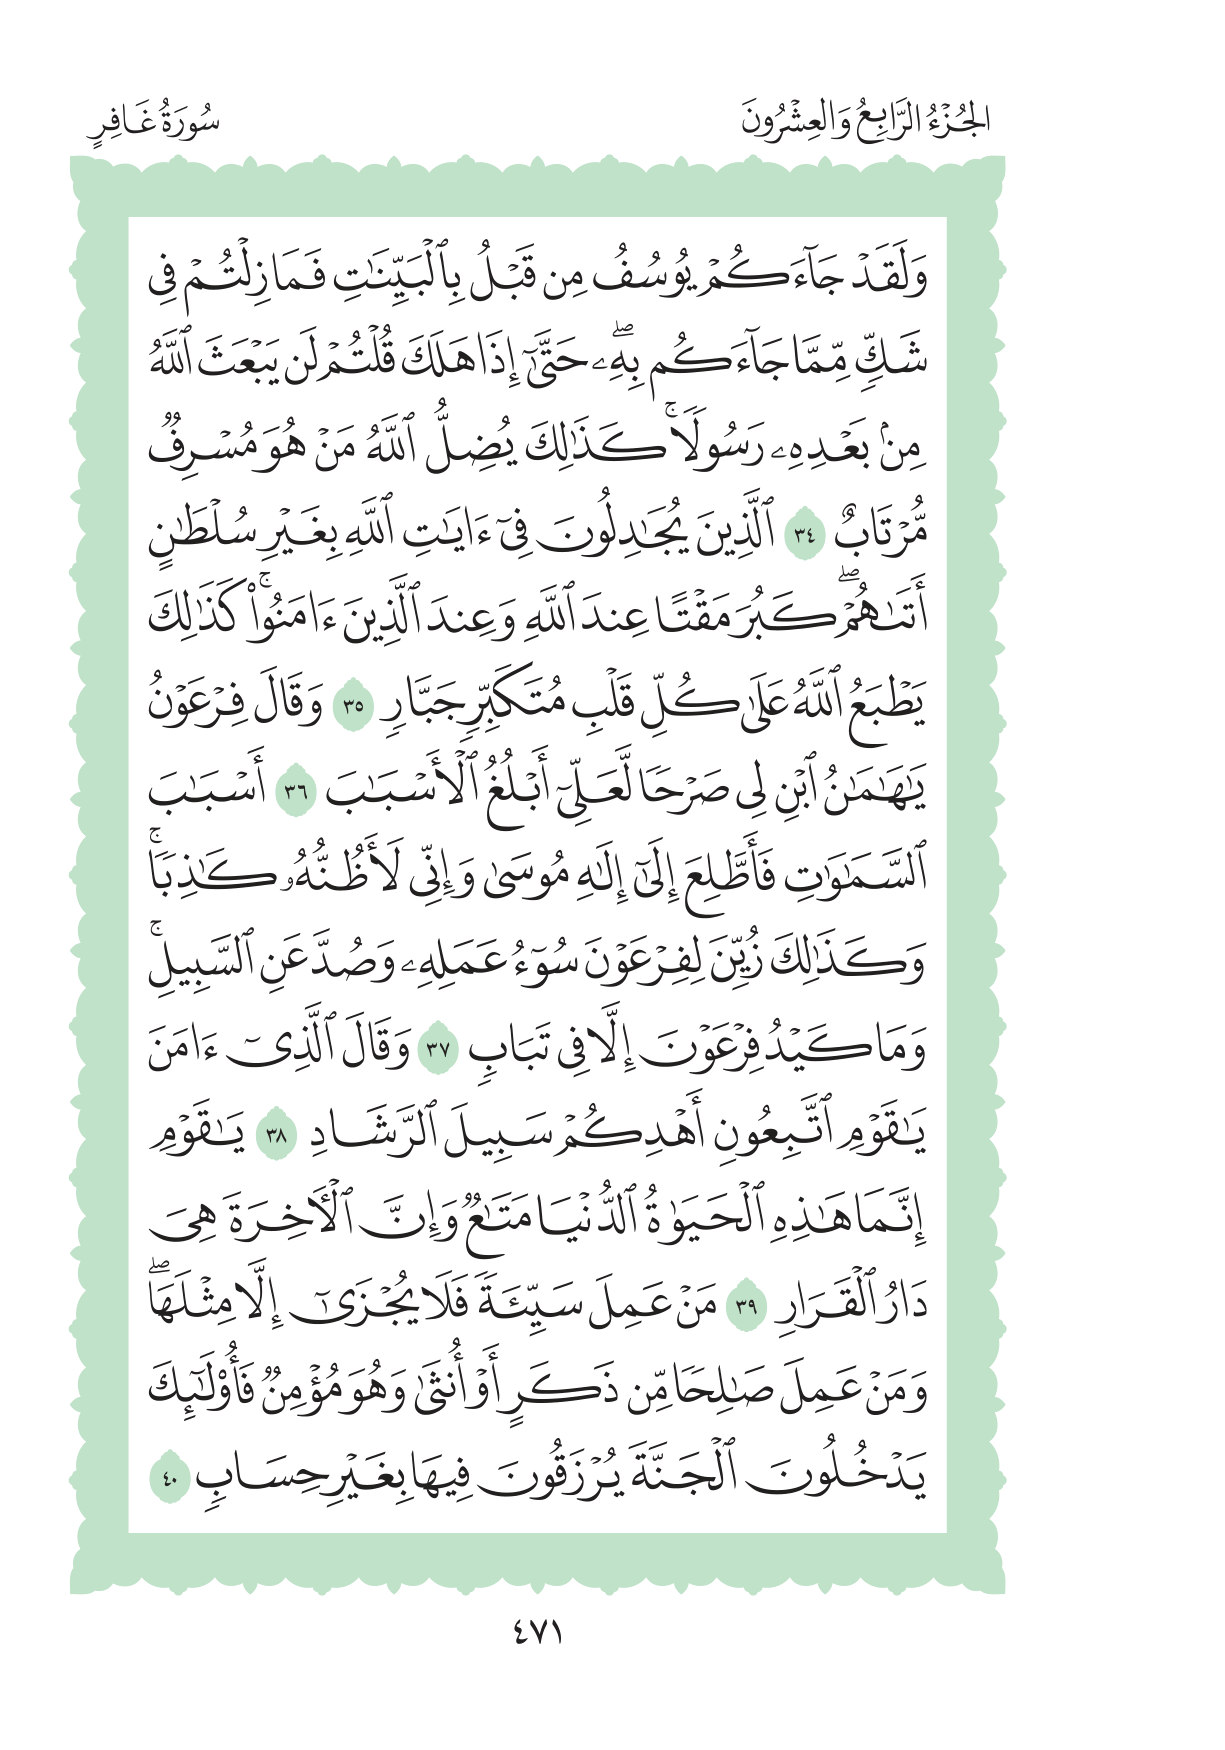 الجُزْءُ الرَّابِعُ وَالعِشْرُونَ
سُورَةُ غَافِرٍ
وَلَقَدْ جَآءَكُمْ يُوسُفُ مِن قَبْلُ بِٱلْبَيِّنَٰتِ فَمَا زِلْتُمْ فِى
شَكٍّ مِّمَّا جَآءَكُم بِهِۦۖ حَتَّىٰٓ إِذَا هَلَكَ قُلْتُمْ لَن يَبْعَثَ ٱللَّهُ
مِنۢ بَعْدِهِۦ رَسُولًاۚ كَذَٰلِكَ يُضِلُّ ٱللَّهُ مَنْ هُوَ مُسْرِفٌ
مُّرْتَابٌ ٣٤ ٱلَّذِينَ يُجَٰدِلُونَ فِىٓ ءَايَٰتِ ٱللَّهِ بِغَيْرِ سُلْطَٰنٍ
أَتَىٰهُمْۖ كَبُرَ مَقْتًا عِندَ ٱللَّهِ وَعِندَ ٱلَّذِينَ ءَامَنُوا۟ۚ كَذَٰلِكَ
يَطْبَعُ ٱللَّهُ عَلَىٰ كُلِّ قَلْبِ مُتَكَبِّرٍ جَبَّارٍ ٣٥ وَقَالَ فِرْعَوْنُ
يَٰهَٰمَٰنُ ٱبْنِ لِى صَرْحًا لَّعَلِّىٓ أَبْلُغُ ٱلْأَسْبَٰبَ ٣٦ أَسْبَٰبَ
ٱلسَّمَٰوَٰتِ فَأَطَّلِعَ إِلَىٰٓ إِلَٰهِ مُوسَىٰ وَإِنِّى لَأَظُنُّهُۥ كَٰذِبًاۚ
وَكَذَٰلِكَ زُيِّنَ لِفِرْعَوْنَ سُوٓءُ عَمَلِهِۦ وَصُدَّ عَنِ ٱلسَّبِيلِۚ
وَمَا كَيْدُ فِرْعَوْنَ إِلَّا فِى تَبَابٍ ٣٧ وَقَالَ ٱلَّذِىٓ ءَامَنَ
يَٰقَوْمِ ٱتَّبِعُونِ أَهْدِكُمْ سَبِيلَ ٱلرَّشَادِ ٣٨ يَٰقَوْمِ
إِنَّمَا هَٰذِهِ ٱلْحَيَوٰةُ ٱلدُّنْيَا مَتَٰعٌ وَإِنَّ ٱلْءَاخِرَةَ هِىَ
دَارُ ٱلْقَرَارِ ٣٩ مَنْ عَمِلَ سَيِّئَةً فَلَا يُجْزَىٰٓ إِلَّا مِثْلَهَاۖ
وَمَنْ عَمِلَ صَٰلِحًا مِّن ذَكَرٍ أَوْ أُنثَىٰ وَهُوَ مُؤْمِنٌ فَأُو۟لَٰٓئِكَ
يَدْخُلُونَ ٱلْجَنَّةَ يُرْزَقُونَ فِيهَا بِغَيْرِ حِسَابٍ ٤٠
٤٧١